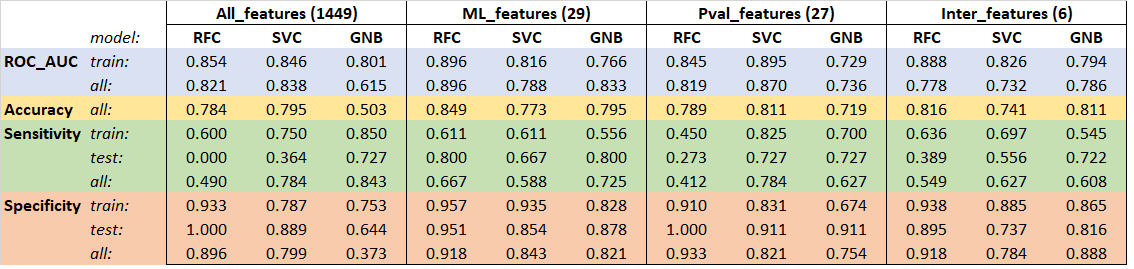 All_features (1449) ML_features (29) Pval_features (27) Inter_features (6)
model: RFC SVC GNB RFC SVC GNB RFC SVC GNB RFC SVC GNB
ROC_AUC train: 0.854 0.846 0.801 0.896 0.816 0.766 0.845 0.895 0.729 0.888 0.826 0.794
all: 0.821 0.838 0.615 0.896 0.788 0.833 0.819 0.870 0.736 0.778 0.732 0.786
Accuracy all: 0.784 0.795 0.503 0.849 0.773 0.795 0.789 0.811 0.719 0.816 0.741 0.811
Sensitivity train: 0.600 0.750 0.850 0.611 0.611 0.556 0.450 0.825 0.700 0.636 0.697 0.545
test: 0.000 0.364 0.727 0.800 0.667 0.800 0.273 0.727 0.727 0.389 0.556 0.722
all: 0.490 0.784 0.843 0.667 0.588 0.725 0.412 0.784 0.627 0.549 0.627 0.608
Specificity train: 0.933 0.787 0.753 0.957 0.935 0.828 0.910 0.831 0.674 0.938 0.885 0.865
test: 1.000 0.889 0.644 0.951 0.854 0.878 1.000 0.911 0.911 0.895 0.737 0.816
all: 0.896 0.799 0.373 0.918 0.843 0.821 0.933 0.821 0.754 0.918 0.784 0.888